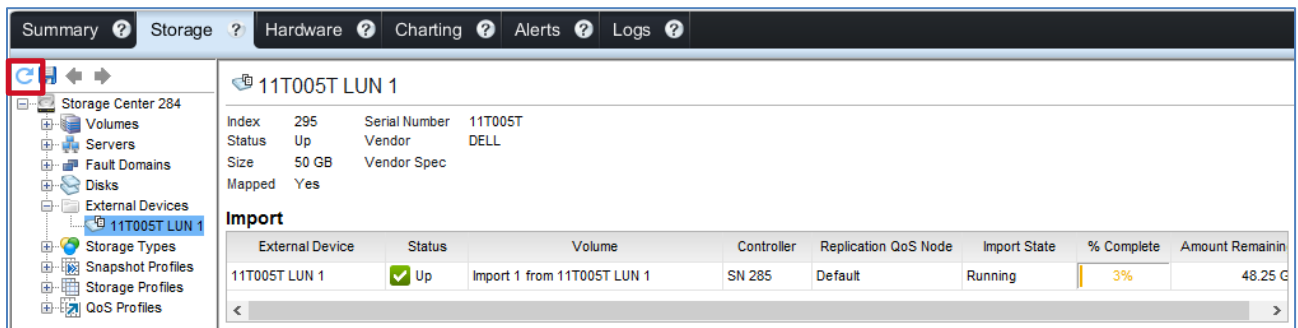 Summary ? Storage ? Hardware ? Charting ? Alerts ? Logs ?
Storage Center 284
Volumes
Servers
Fault Domains
Disks
External Devices
11T005T LUN 1
Storage Types
Snapshot Profiles
Storage Profiles
QoS Profiles
11T005T LUN 1
Index 295 Serial Number 11T005T
Status Up Vendor DELL
Size 50 GB Vendor Spec
Mapped Yes
Import
External Device Status Volume Controller Replication QoS Node Import State % Complete Amount Remainin
11T005T LUN 1 Up Import 1 from 11T005T LUN 1 SN 285 Default Running 3% 48.25 G